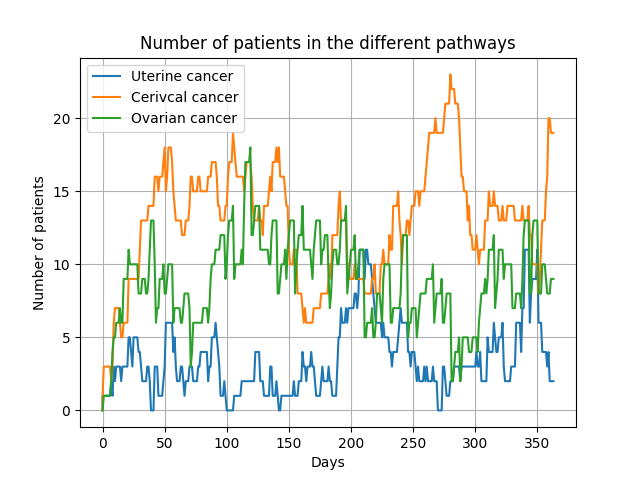 Number of patients in the different pathways
Uterine cancer
Cerivcal cancer
Ovarian cancer
20
15
10
5
0
Number of patients
0 50 100 150 200 250 300 350
Days